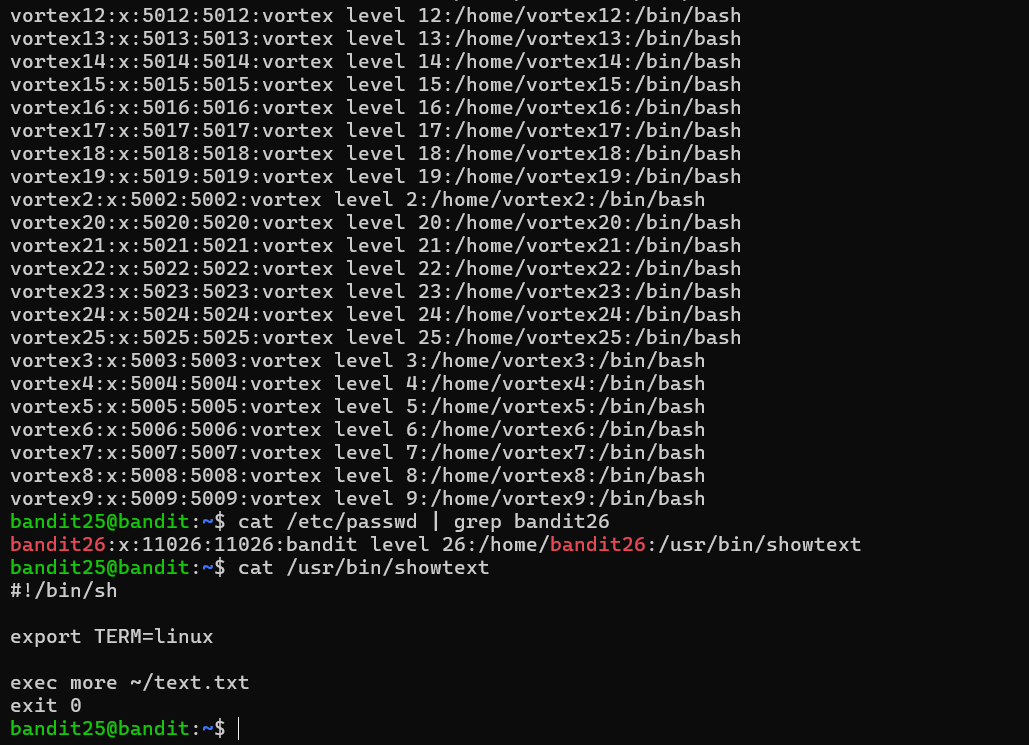 vortex12:x:5012:5012:vortex level 12:/home/vortex12:/bin/bash
vortex13:x:5013:5013:vortex level 13:/home/vortex13:/bin/bash
vortex14:x:5014:5014:vortex level 14:/home/vortex14:/bin/bash
vortex15:x:5015:5015:vortex level 15:/home/vortex15:/bin/bash
vortex16:x:5016:5016:vortex level 16:/home/vortex16:/bin/bash
vortex17:x:5017:5017:vortex level 17:/home/vortex17:/bin/bash
vortex18:x:5018:5018:vortex level 18:/home/vortex18:/bin/bash
vortex19:x:5019:5019:vortex level 19:/home/vortex19:/bin/bash
vortex2:x:5002:5002:vortex level 2:/home/vortex2:/bin/bash
vortex20:x:5020:5020:vortex level 20:/home/vortex20:/bin/bash
vortex21:x:5021:5021:vortex level 21:/home/vortex21:/bin/bash
vortex22:x:5022:5022:vortex level 22:/home/vortex22:/bin/bash
vortex23:x:5023:5023:vortex level 23:/home/vortex23:/bin/bash
vortex24:x:5024:5024:vortex level 24:/home/vortex24:/bin/bash
vortex25:x:5025:5025:vortex level 25:/home/vortex25:/bin/bash
vortex3:x:5003:5003:vortex level 3:/home/vortex3:/bin/bash
vortex4:x:5004:5004:vortex level 4:/home/vortex4:/bin/bash
vortex5:x:5005:5005:vortex level 5:/home/vortex5:/bin/bash
vortex6:x:5006:5006:vortex level 6:/home/vortex6:/bin/bash
vortex7:x:5007:5007:vortex level 7:/home/vortex7:/bin/bash
vortex8:x:5008:5008:vortex level 8:/home/vortex8:/bin/bash
vortex9:x:5009:5009:vortex level 9:/home/vortex9:/bin/bash
bandit25@bandit:~$ cat /etc/passwd | grep bandit26
bandit26:x:11026:11026:bandit level 26:/home/bandit26:/usr/bin/showtext
bandit25@bandit:~$ cat /usr/bin/showtext
#!/bin/sh
export TERM=linux
exec more ~/text.txt
exit 0
bandit25@bandit:~$